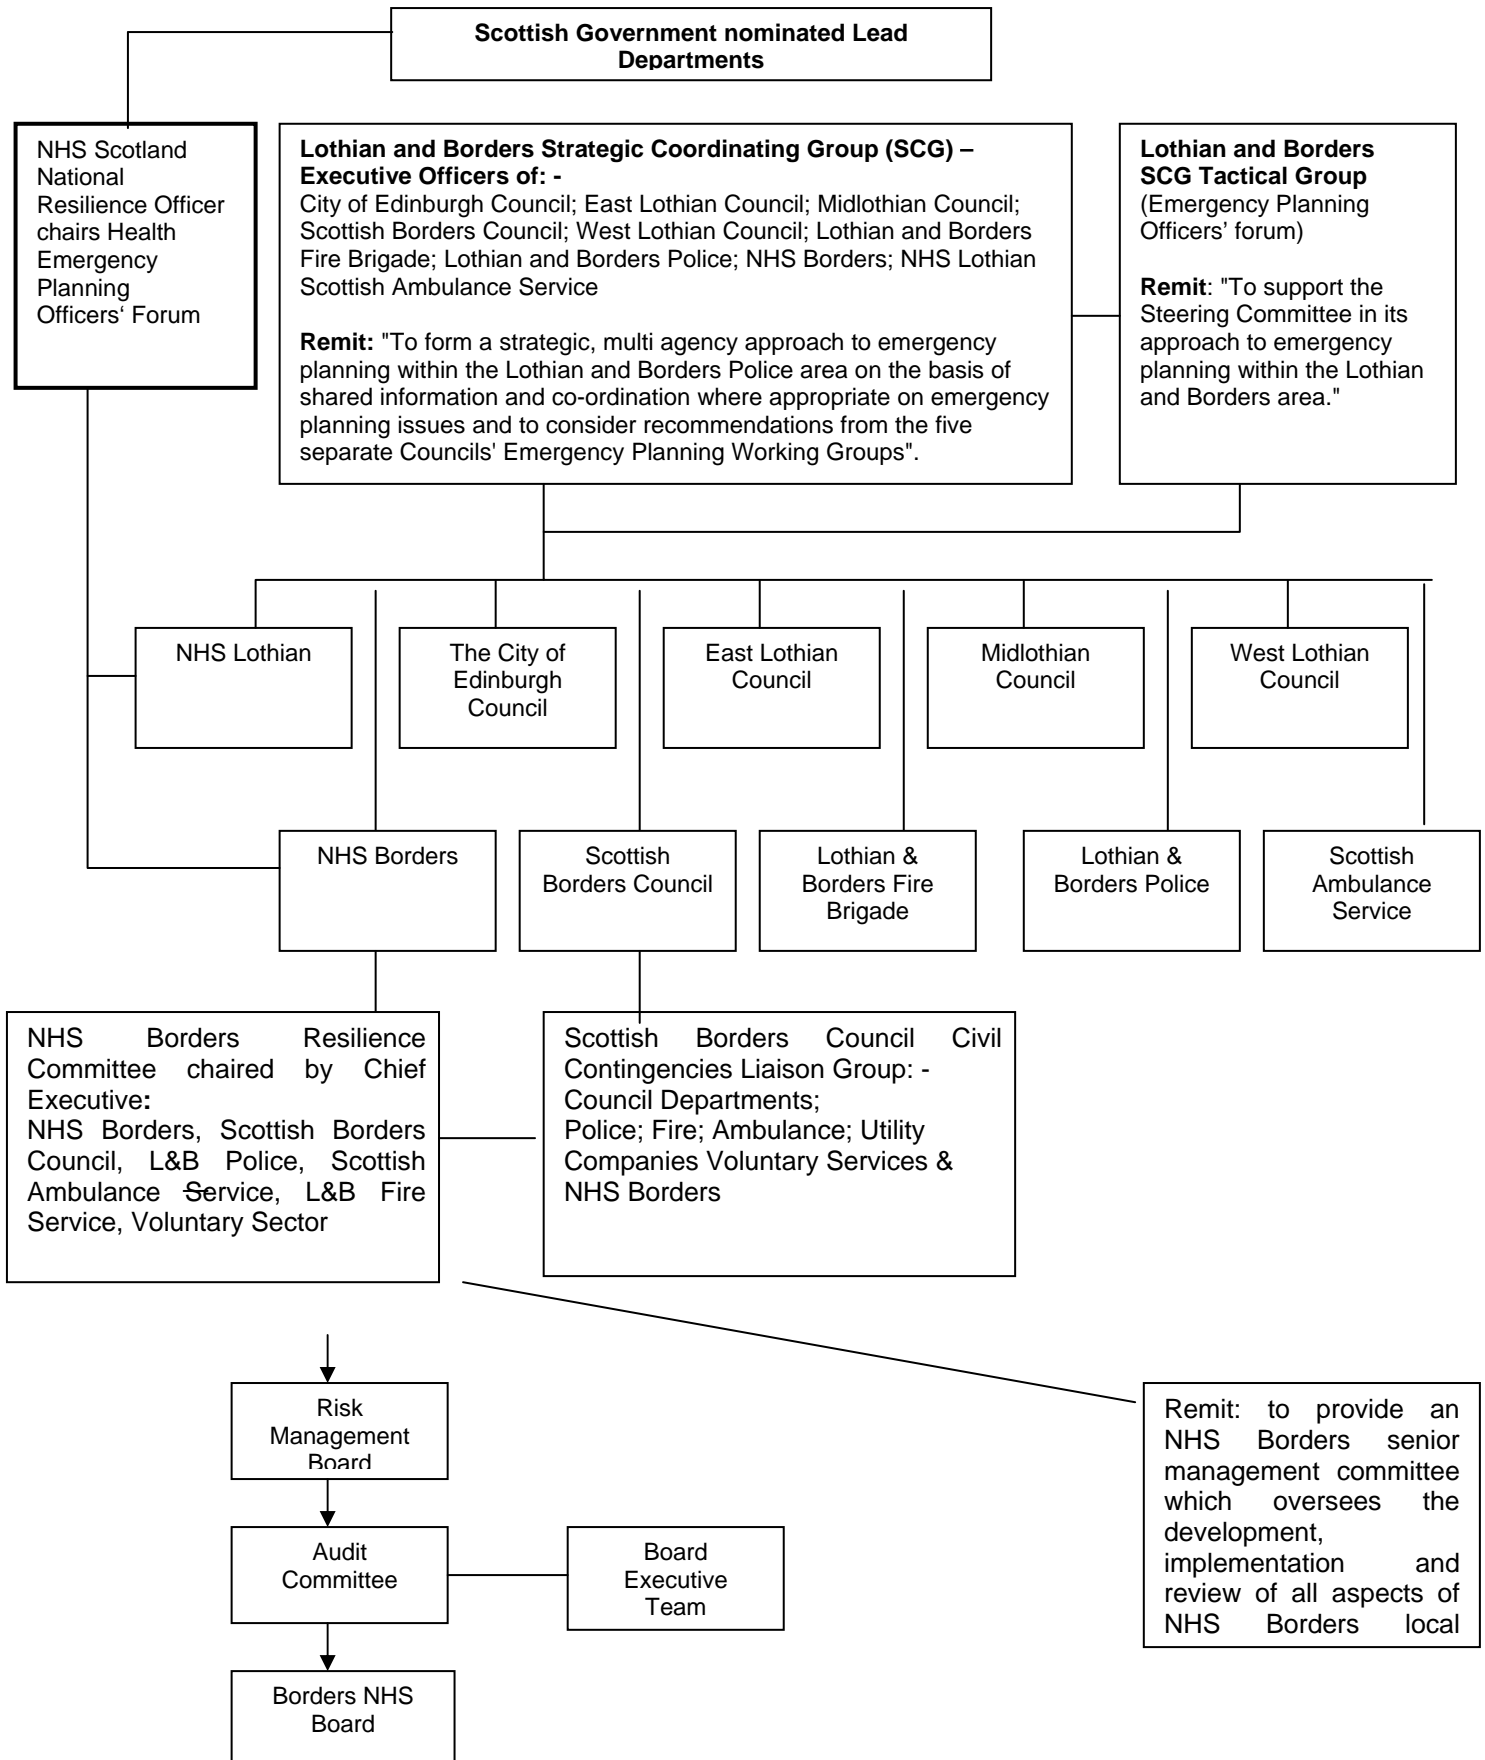 Scottish Government nominated Lead
Departments
NHS Scotland
National
Resilience Officer
chairs Health
Emergency
Planning
Officers‘ Forum
Lothian and Borders Strategic Coordinating Group (SCG) –
Executive Officers of: -
City of Edinburgh Council; East Lothian Council; Midlothian Council;
Scottish Borders Council; West Lothian Council; Lothian and Borders
Fire Brigade; Lothian and Borders Police; NHS Borders; NHS Lothian
Scottish Ambulance Service
Remit: "To form a strategic, multi agency approach to emergency
planning within the Lothian and Borders Police area on the basis of
shared information and co-ordination where appropriate on emergency
planning issues and to consider recommendations from the five
separate Councils' Emergency Planning Working Groups".
Lothian and Borders
SCG Tactical Group
(Emergency Planning
Officers’ forum)
Remit: "To support the
Steering Committee in its
approach to emergency
planning within the Lothian
and Borders area."
NHS Lothian
The City of
Edinburgh
Council
East Lothian
Council
Midlothian
Council
West Lothian
Council
NHS Borders
Scottish
Borders Council
Lothian &
Borders Fire
Brigade
Lothian &
Borders Police
Scottish
Ambulance
Service
NHS Borders Resilience
Committee chaired by Chief
Executive:
NHS Borders, Scottish Borders
Council, L&B Police, Scottish
Ambulance Service, L&B Fire
Service, Voluntary Sector
Scottish Borders Council Civil
Contingencies Liaison Group: -
Council Departments;
Police; Fire; Ambulance; Utility
Companies Voluntary Services &
NHS Borders
Risk
Management
Board
Audit
Committee
Board
Executive
Team
Borders NHS
Board
Remit: to provide an
NHS Borders senior
management committee
which oversees the
development,
implementation and
review of all aspects of
NHS Borders local